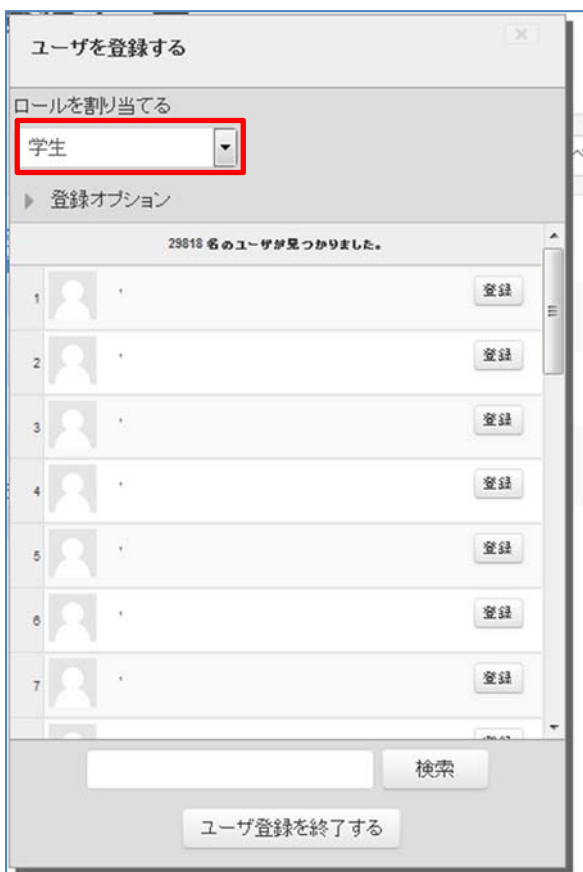 ユーザを登録する
ロールを割り当てる
学生
登録オプション
29818 名のユーザが見つかりました。
1 登録
2 登録
3 登録
4 登録
5 登録
6 登録
7 登録
検索
ユーザ登録を終了する